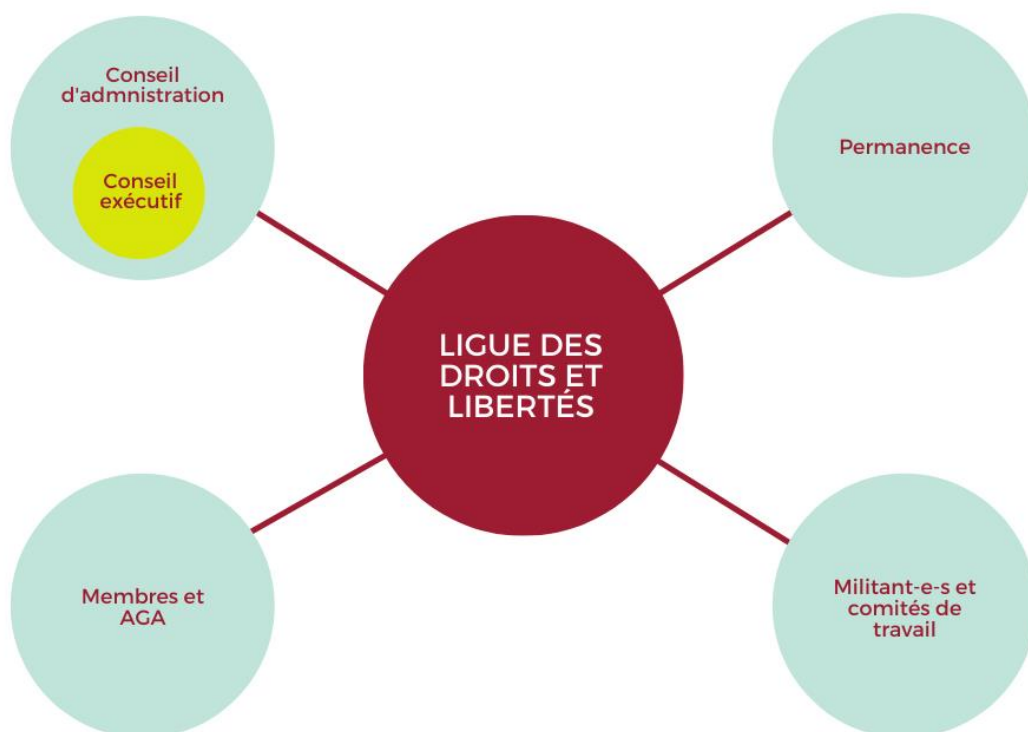 Conseil
d'admnistration
Conseil
exécutif
Permanence
LIGUE DES
DROITS ET
LIBERTÉS
Membres et
AGA
Militant-e-s et
comités de
travail